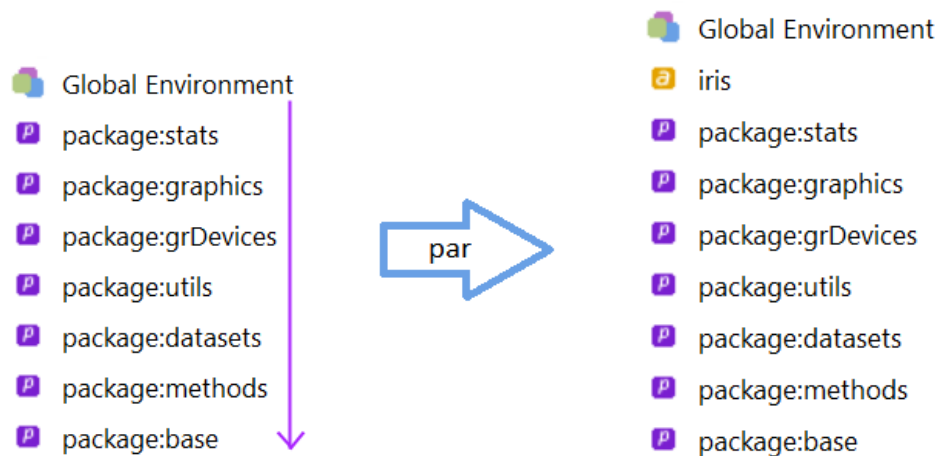 Global Environment
package:stats
package:graphics
package:grDevices
package:utils
package:datasets
package:methods
package:base
par
Global Environment
iris
package:stats
package:graphics
package:grDevices
package:utils
package:datasets
package:methods
package:base